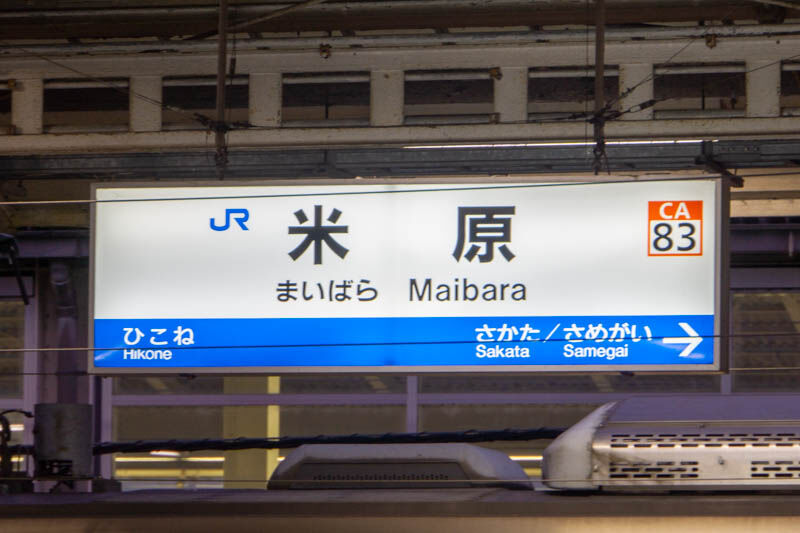 JR 米原 CA
まいばら Maibara 83
ひこね さかた/さめがい →
Hikone Sakata Samegai